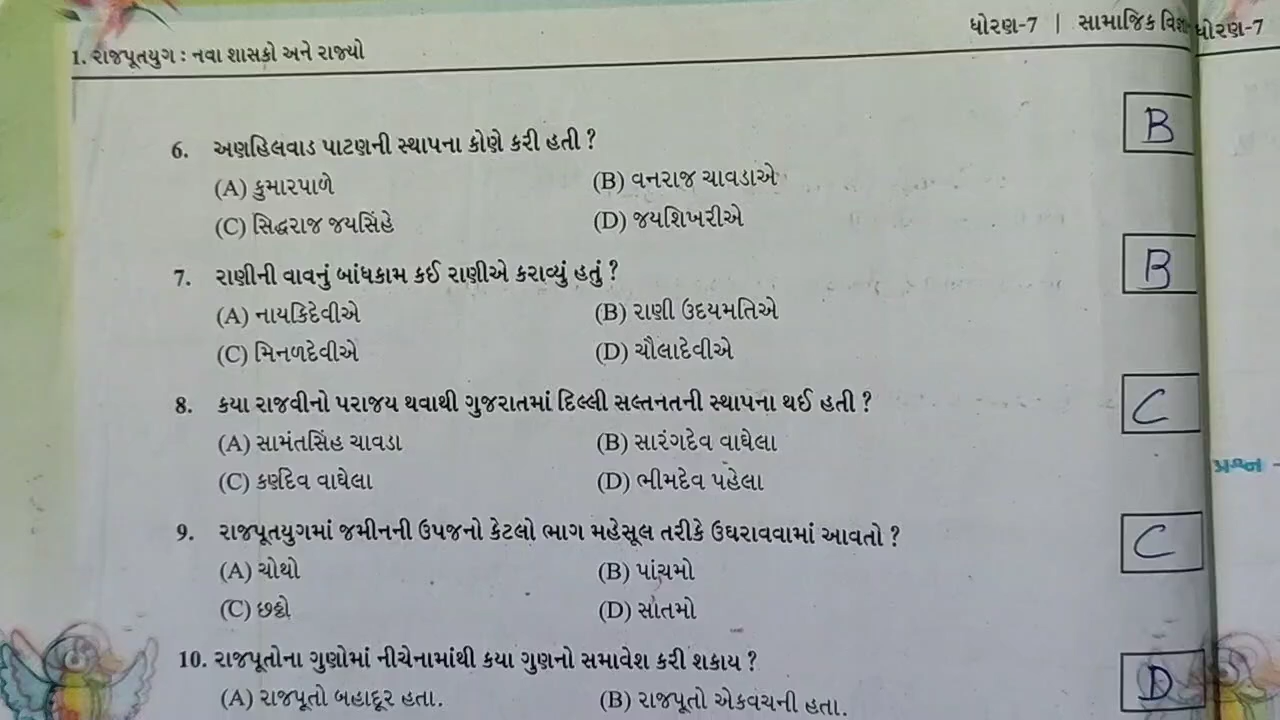 ધોરણ-7 | સામાજિક વિજ્ઞ
ધોરણ-7
1. રાજપૂતયુગ : નવા શાસકો અને રાજ્યો
6. અણહિલવાડ પાટણની સ્થાપના કોણે કરી હતી ? B
(A) કુમારપાળે (B) વનરાજ ચાવડાએ
(C) સિદ્ધરાજ જયસિંહે (D) જયશિખરીએ
7. રાણીની વાવનું બાંધકામ કઈ રાણીએ કરાવ્યું હતું ? B
(A) નાયકિદેવીએ (B) રાણી ઉદયમતિએ
(C) મિનળદેવીએ (D) ચૌલાદેવીએ
8. કયા રાજવીનો પરાજય થવાથી ગુજરાતમાં દિલ્લી સલ્તનતની સ્થાપના થઈ હતી ? C
(A) સામંતસિંહ ચાવડા (B) સારંગદેવ વાઘેલા
(C) કર્ણદેવ વાઘેલા (D) ભીમદેવ પહેલા
પ્રશ્ન -
9. રાજપૂતયુગમાં જમીનની ઉપજનો કેટલો ભાગ મહેસૂલ તરીકે ઉઘરાવવામાં આવતો ? C
(A) ચોથો (B) પાંચમો
(C) છઠ્ઠો (D) સાતમો
10. રાજપૂતોના ગુણોમાં નીચેનામાંથી કયા ગુણનો સમાવેશ કરી શકાય ? D
(A) રાજપૂતો બહાદૂર હતા. (B) રાજપૂતો એકવચની હતા.